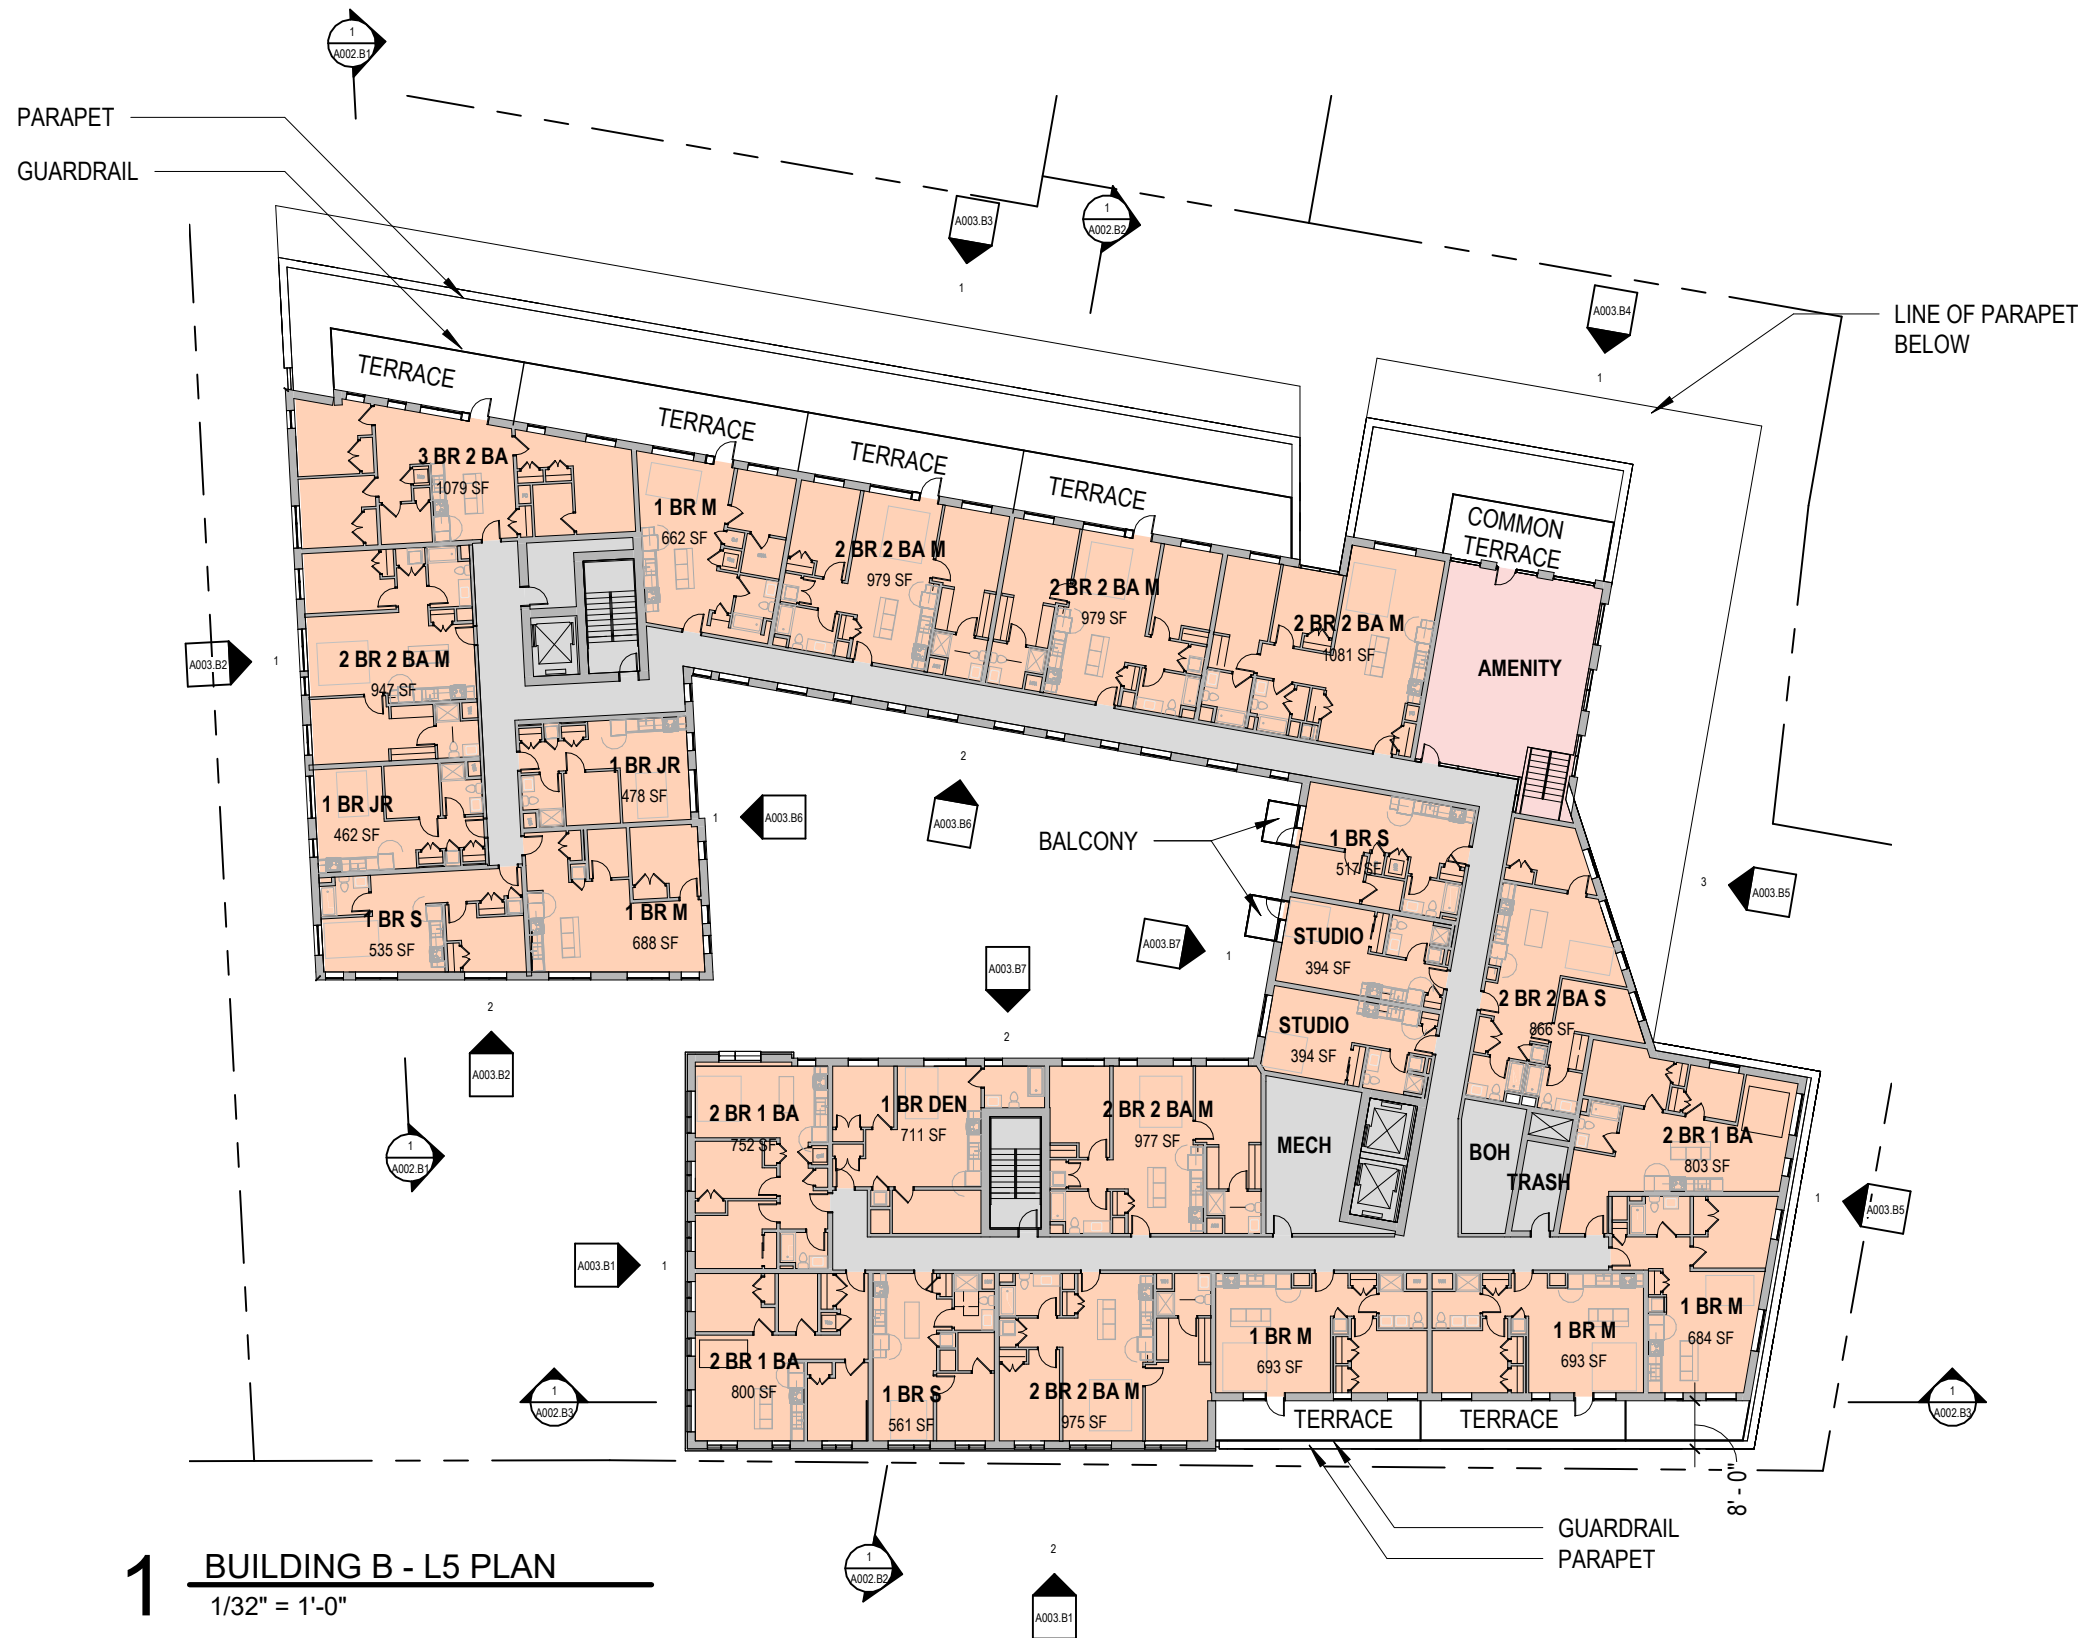 1
A002.B1
PARAPET
GUARDRAIL
A003.B3
1
1
A002.B2
A003.B4
1
LINE OF PARAPET
BELOW
TERRACE
TERRACE
TERRACE
TERRACE
COMMON
TERRACE
3 BR 2 BA
1079 SF
1 BR M
662 SF
2 BR 2 BA M
979 SF
2 BR 2 BA M
979 SF
2 BR 2 BA M
1081 SF
AMENITY
A003.B2
1
2 BR 2 BA M
947 SF
1 BR JR
478 SF
1 BR JR
462 SF
1
A003.B6
2
A003.B6
BALCONY
1 BR S
517 SF
3
A003.B5
1 BR S
535 SF
1 BR M
688 SF
A003.B7
1
STUDIO
394 SF
STUDIO
394 SF
2 BR 2 BA S
866 SF
2
A003.B2
A003.B7
2
1
A002.B1
2 BR 1 BA
752 SF
1 BR DEN
711 SF
2 BR 2 BA M
977 SF
MECH
BOH
TRASH
2 BR 1 BA
803 SF
1
A003.B5
A003.B1
1
2 BR 1 BA
800 SF
1 BR S
561 SF
2 BR 2 BA M
975 SF
1 BR M
693 SF
1 BR M
693 SF
1 BR M
684 SF
1
A002.B3
1
A002.B3
TERRACE
TERRACE
8' - 0"
GUARDRAIL
PARAPET
1
A002.B2
2
A003.B1
1
BUILDING B - L5 PLAN
1/32" = 1'-0"